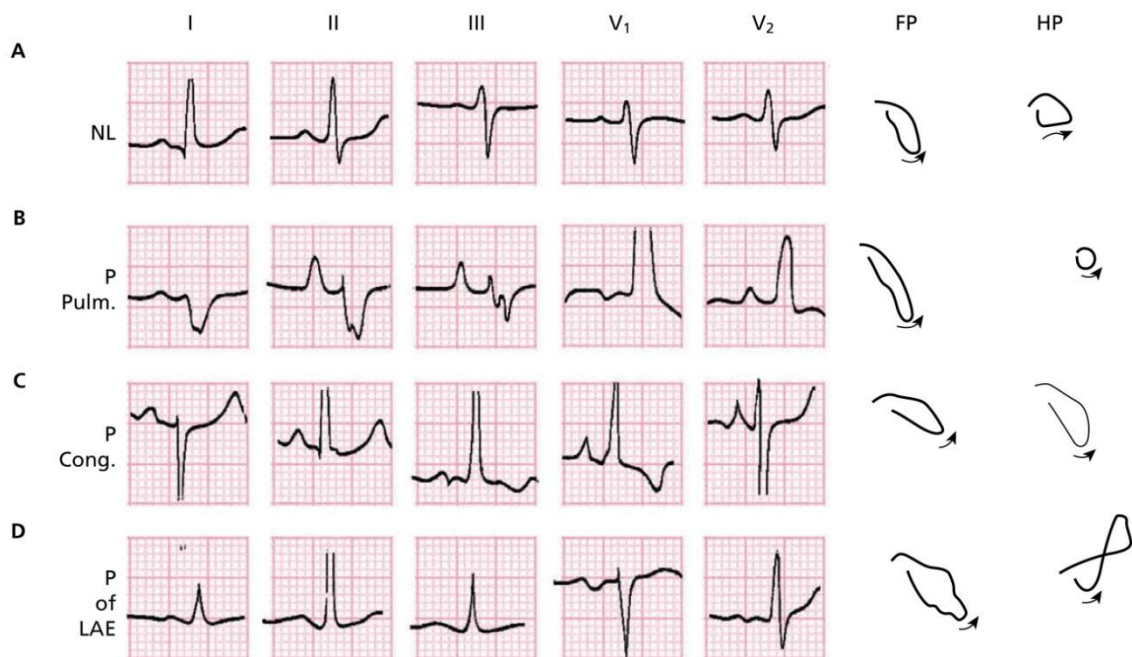 I II III V₁ V₂ FP HP
A
NL
B
P
Pulm.
C
P
Cong.
D
P
of
LAE